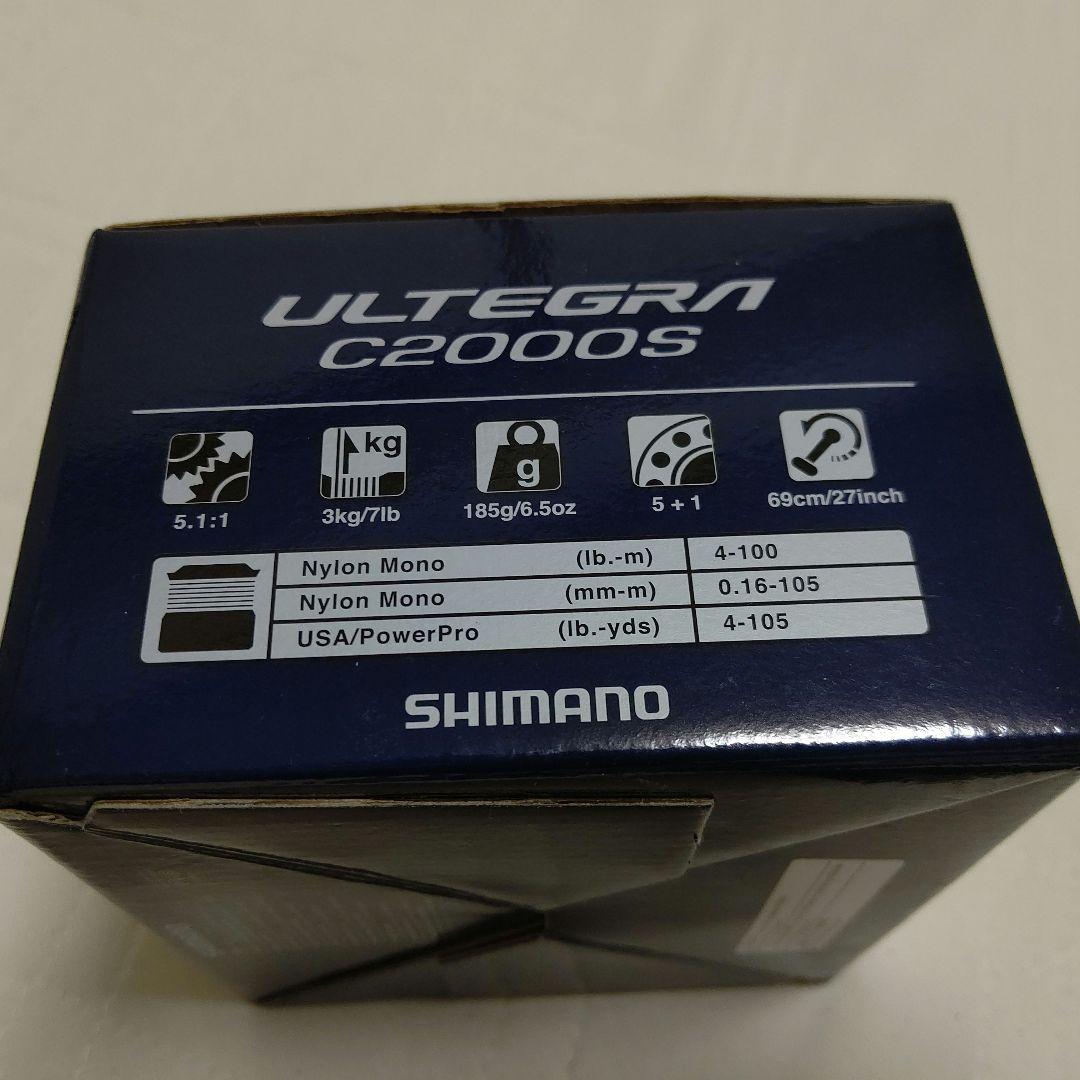 ULTEGRA
C2000S
kg
g
5.1:1 3kg/7lb 185g/6.5oz 5+1 69cm/27inch
Nylon Mono (lb.-m) 4-100
Nylon Mono (mm-m) 0.16-105
USA/PowerPro (lb.-yds) 4-105
SHIMANO